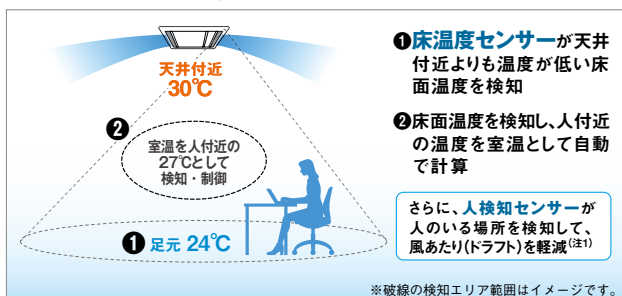 天井付近
30℃
❷
室温を人付近の
27℃として
検知・制御
❶ 足元 24℃
❶床温度センサーが天井
付近よりも温度が低い床
面温度を検知
❷床面温度を検知し、人付近
の温度を室温として自動
で計算
さらに、人検知センサーが
人のいる場所を検知して、
風あたり(ドラフト)を軽減(注1)
※破線の検知エリア範囲はイメージです。